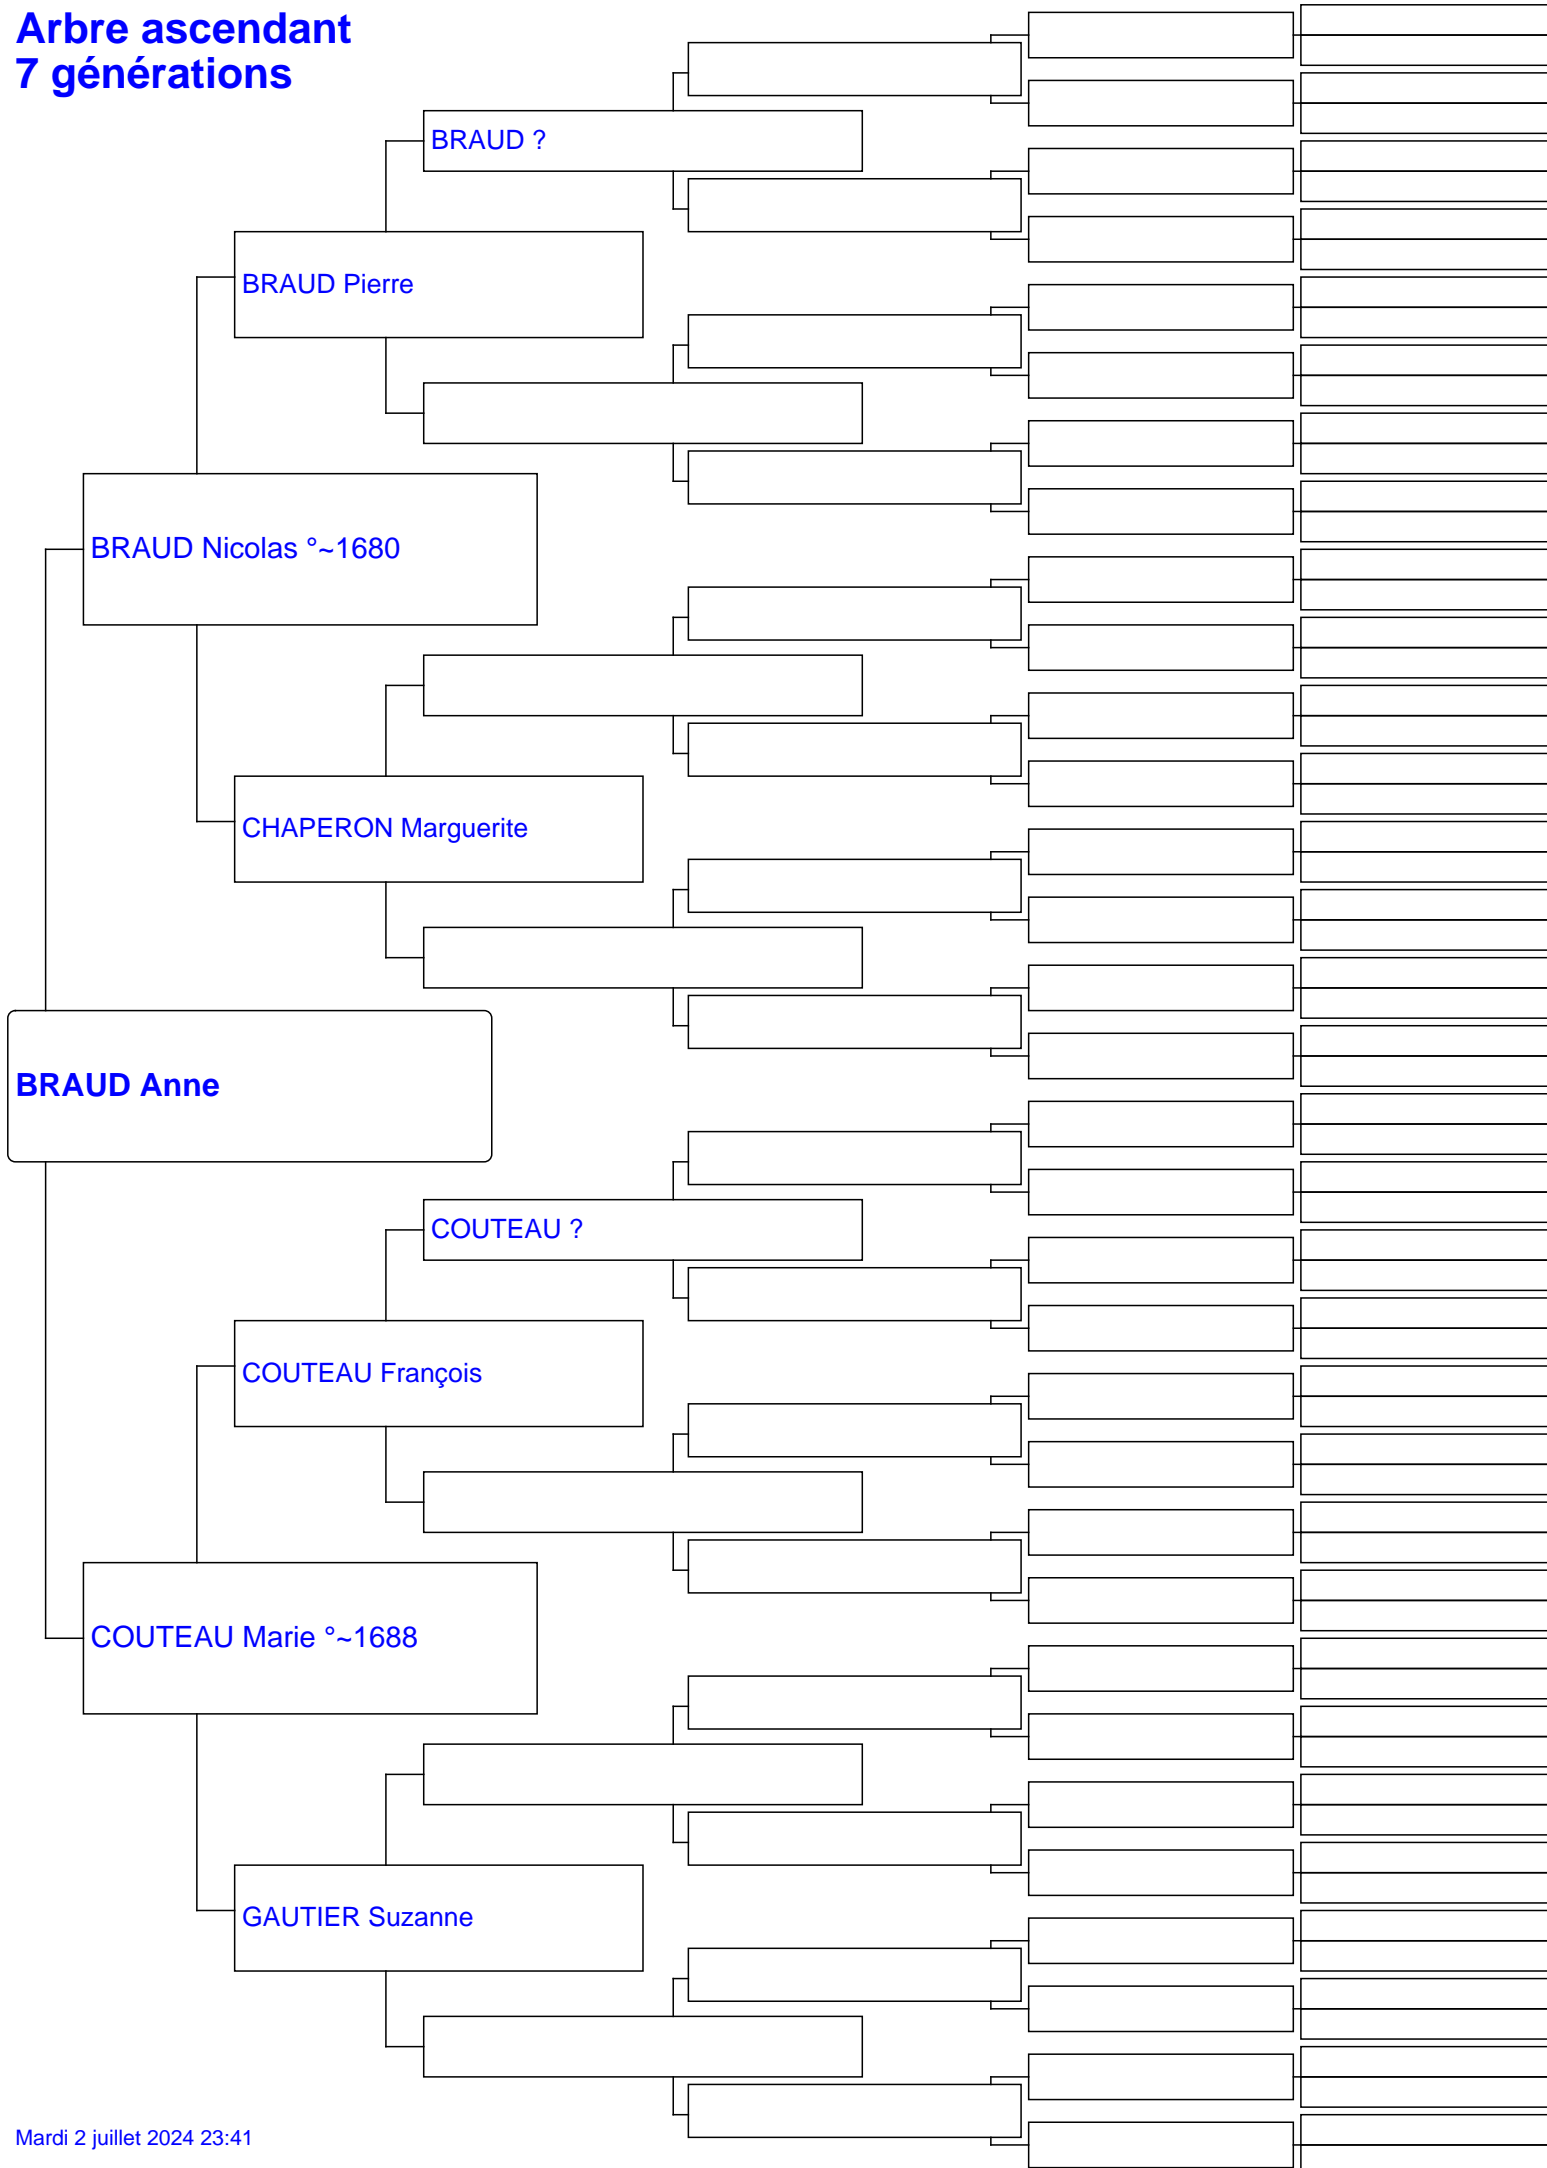 Arbre ascendant
7 générations
BRAUD ?
BRAUD Pierre
BRAUD Nicolas °~1680
CHAPERON Marguerite
BRAUD Anne
COUTEAU ?
COUTEAU François
COUTEAU Marie °~1688
GAUTIER Suzanne
Mardi 2 juillet 2024 23:41